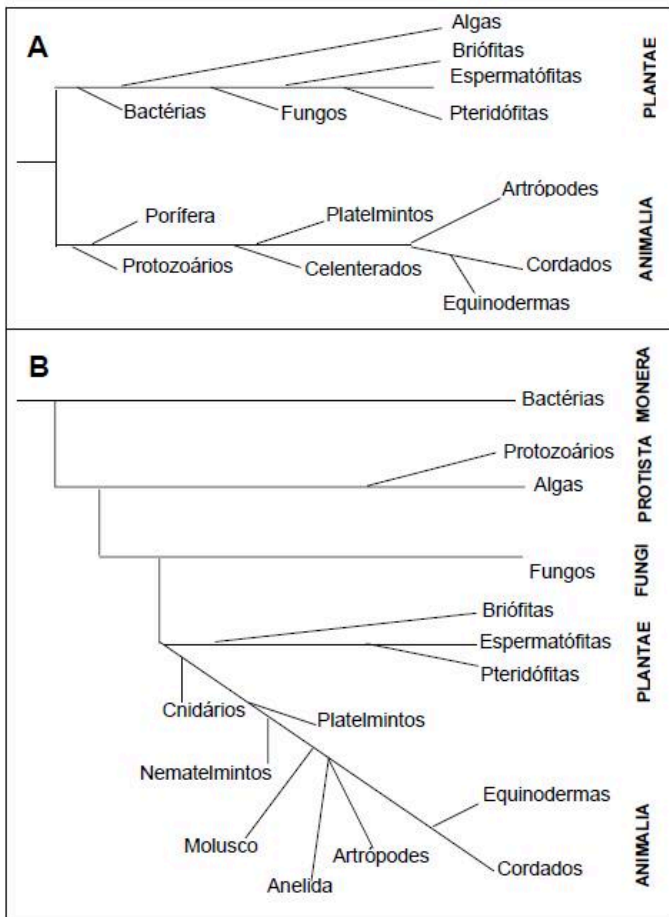 A
Algas
Briófitas
Espermatófitas
Bactérias
Fungos
Pteridófitas
PLANTAE
Artrópodes
Porífera
Platelmintos
Protozoários
Celenterados
Cordados
Equinodermas
ANIMALIA
B
Bactérias
MONERA
Protozoários
Algas
PROTISTA
Fungos
FUNGI
Briófitas
Espermatófitas
Pteridófitas
PLANTAE
Cnidários
Platelmintos
Nematelmintos
Equinodermas
Molusco
Artrópodes
Cordados
Anelida
ANIMALIA